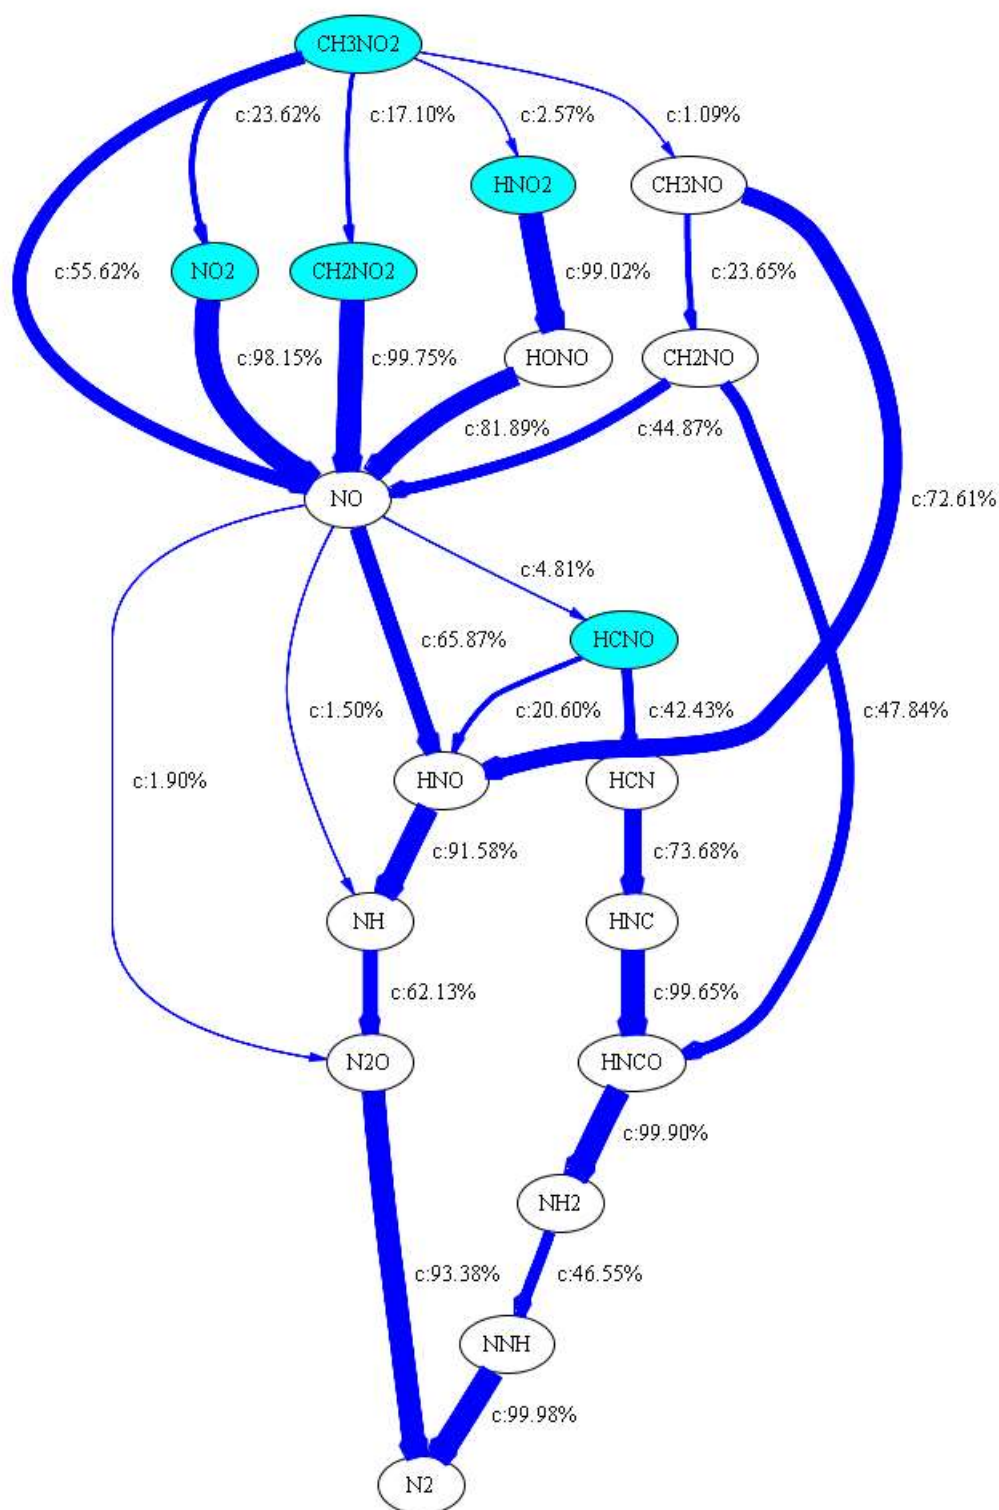 CH3NO2
c:23.62%
c:17.10%
c:2.57%
c:1.09%
HNO2
CH3NO
c:55.62%
NO2
CH2NO2
c:99.02%
c:23.65%
c:98.15%
c:99.75%
HONO
CH2NO
c:81.89%
c:44.87%
NO
c:72.61%
c:4.81%
c:65.87%
HCNO
c:1.50%
c:20.60%
c:42.43%
c:47.84%
c:1.90%
HNO
HCN
c:91.58%
c:73.68%
NH
HNC
c:62.13%
c:99.65%
N2O
HNCO
c:99.90%
NH2
c:93.38%
c:46.55%
NNH
c:99.98%
N2